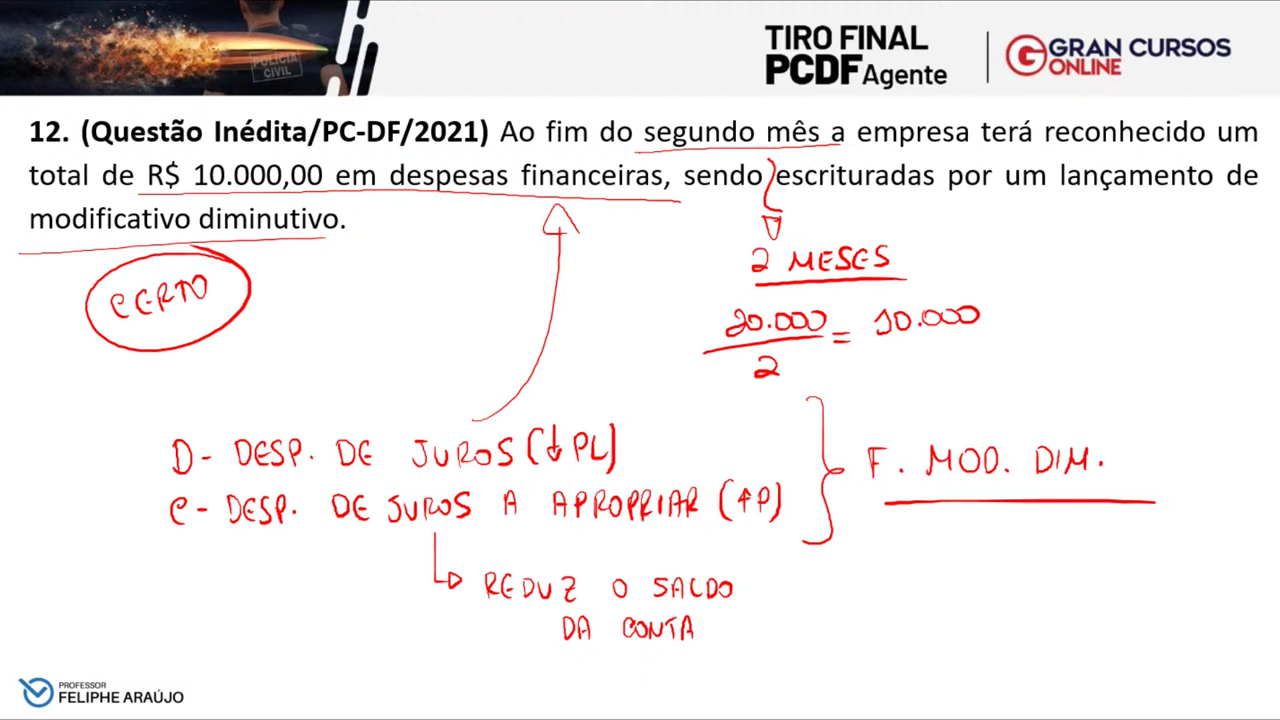 POLÍCIA
CIVIL
TIRO FINAL
PCDF Agente
GRAN CURSOS
ONLINE
12. (Questão Inédita/PC-DF/2021) Ao fim do segundo mês a empresa terá reconhecido um
total de R$ 10.000,00 em despesas financeiras, sendo escrituradas por um lançamento de
modificativo diminutivo.
CERTO
2 MESES
20.000 = 10.000
2
D- DESP. DE JUROS (↓PL)
C- DESP. DE JUROS A APROPRIAR (↑P)
F. MOD. DIM.
REDUZ O SALDO
DA CONTA
PROFESSOR
FELIPHE ARAÚJO